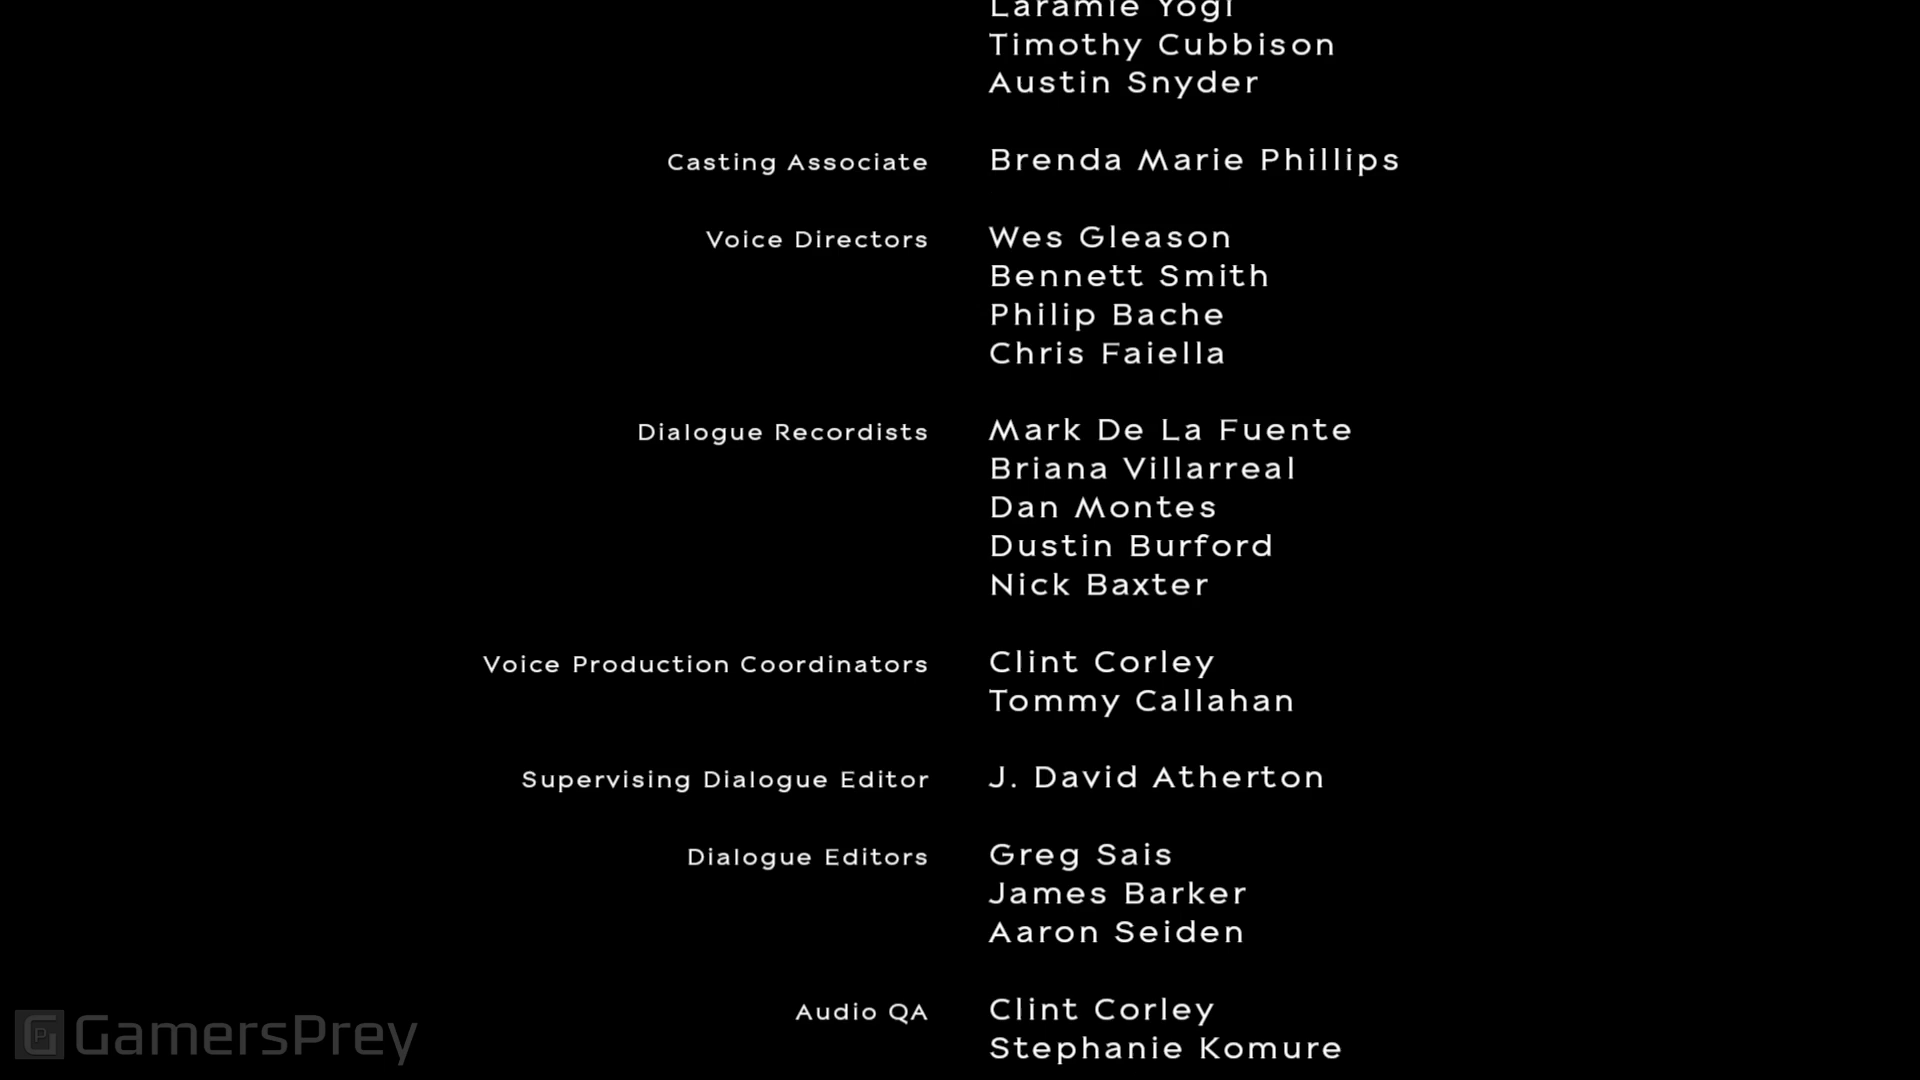 Laramie Yogi
Timothy Cubbison
Austin Snyder
Casting Associate Brenda Marie Phillips
Voice Directors Wes Gleason
Bennett Smith
Philip Bache
Chris Faiella
Dialogue Recordists Mark De La Fuente
Briana Villarreal
Dan Montes
Dustin Burford
Nick Baxter
Voice Production Coordinators Clint Corley
Tommy Callahan
Supervising Dialogue Editor J. David Atherton
Dialogue Editors Greg Sais
James Barker
Aaron Seiden
Audio QA Clint Corley
Stephanie Komure
GamersPrey